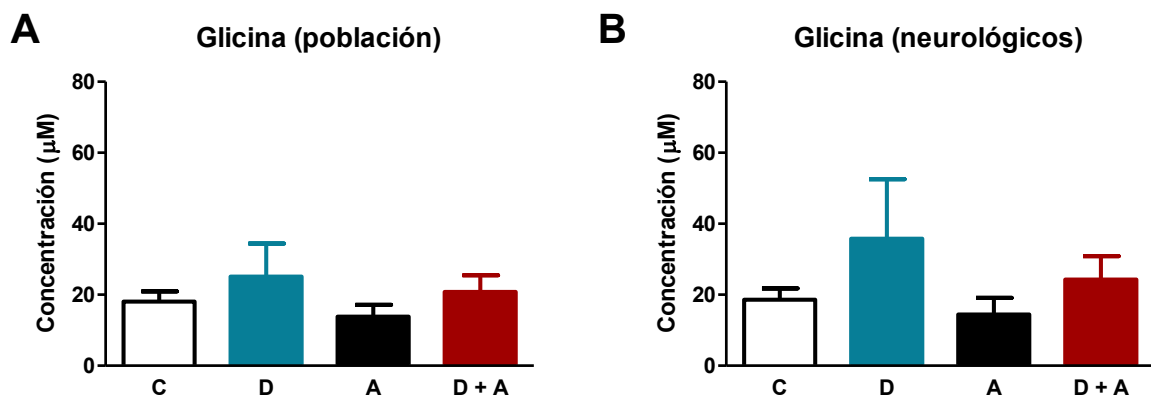 A
Glicina (población)
Concentración (µM)
80
60
40
20
0
C D A D + A
B
Glicina (neurológicos)
Concentración (µM)
80
60
40
20
0
C D A D + A